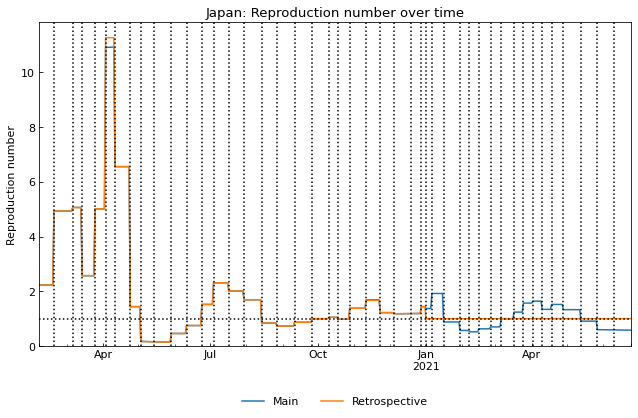 Japan: Reproduction number over time
Reproduction number
10
8
6
4
2
0
Apr
Jul
Oct
Jan
2021
Apr
Main
Retrospective